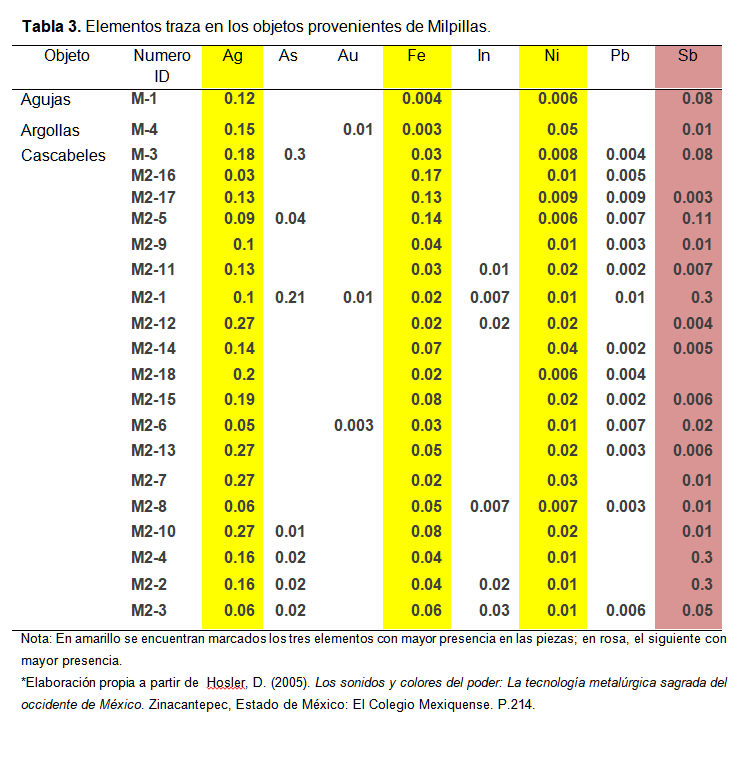 Tabla 3. Elementos traza en los objetos provenientes de Milpillas.
Objeto Numero ID Ag As Au Fe In Ni Pb Sb
Agujas M-1 0.12 0.004 0.006 0.08
Argollas M-4 0.15 0.01 0.003 0.05 0.01
Cascabeles M-3 0.18 0.3 0.03 0.008 0.004 0.08
M2-16 0.03 0.17 0.01 0.005
M2-17 0.13 0.13 0.009 0.009 0.003
M2-5 0.09 0.04 0.14 0.006 0.007 0.11
M2-9 0.1 0.04 0.01 0.003 0.01
M2-11 0.13 0.03 0.01 0.02 0.002 0.007
M2-1 0.1 0.21 0.01 0.02 0.007 0.01 0.01 0.3
M2-12 0.27 0.02 0.02 0.02 0.004
M2-14 0.14 0.07 0.04 0.002 0.005
M2-18 0.2 0.02 0.006 0.004
M2-15 0.19 0.08 0.02 0.002 0.006
M2-6 0.05 0.003 0.03 0.01 0.007 0.02
M2-13 0.27 0.05 0.02 0.003 0.006
M2-7 0.27 0.02 0.03 0.01
M2-8 0.06 0.05 0.007 0.007 0.003 0.01
M2-10 0.27 0.01 0.08 0.02 0.01
M2-4 0.16 0.02 0.04 0.01 0.3
M2-2 0.16 0.02 0.04 0.02 0.01 0.3
M2-3 0.06 0.02 0.06 0.03 0.01 0.006 0.05
Nota: En amarillo se encuentran marcados los tres elementos con mayor presencia en las piezas; en rosa, el siguiente con
mayor presencia.
*Elaboración propia a partir de Hosler, D. (2005). Los sonidos y colores del poder: La tecnología metalúrgica sagrada del
occidente de México. Zinacantepec, Estado de México: El Colegio Mexiquense. P.214.